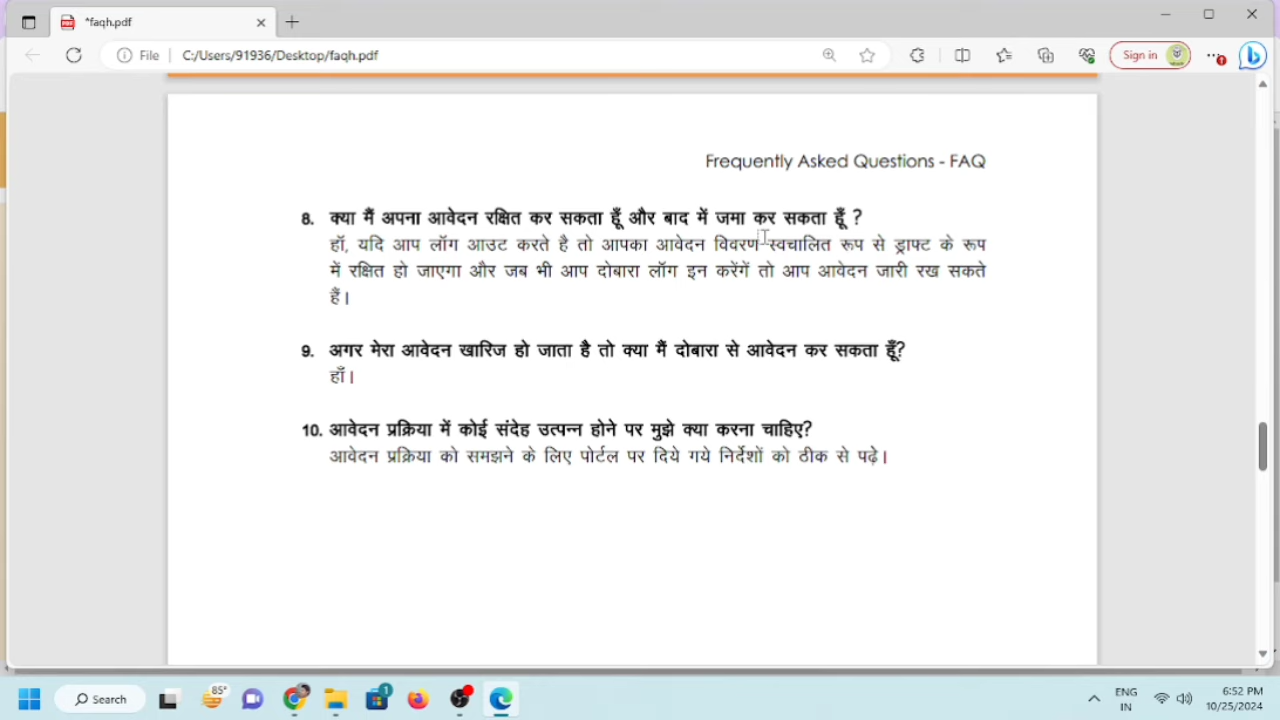 *faqh.pdf
File
C:/Users/91936/Desktop/faqh.pdf
Sign in
Frequently Asked Questions - FAQ
8. क्या मैं अपना आवेदन रक्षित कर सकता हूँ और बाद में जमा कर सकता हूँ ?
हॉ, यदि आप लॉग आउट करते है तो आपका आवेदन विवरण स्वचालित रूप से ड्राफ्ट के रूप
में रक्षित हो जाएगा और जब भी आप दोबारा लॉग इन करेंगें तो आप आवेदन जारी रख सकते
हैं।
9. अगर मेरा आवेदन खारिज हो जाता है तो क्या मैं दोबारा से आवेदन कर सकता हूँ?
हाँ।
10. आवेदन प्रक्रिया में कोई संदेह उत्पन्न होने पर मुझे क्या करना चाहिए?
आवेदन प्रक्रिया को समझने के लिए पोर्टल पर दिये गये निर्देशों को ठीक से पढ़े।
Search
85°
1
ENG
IN
6:52 PM
10/25/2024